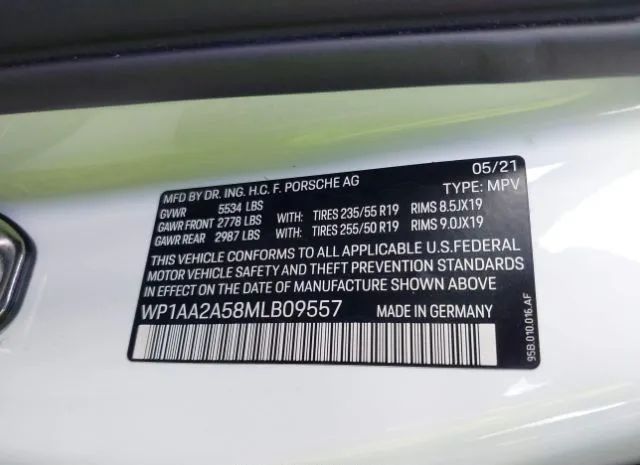 MFD BY DR. ING. H.C. F. PORSCHE AG 05/21
GVWR 5534 LBS TYPE: MPV
GAWR FRONT 2778 LBS WITH: TIRES 235/55 R19 RIMS 8.5JX19
GAWR REAR 2987 LBS WITH: TIRES 255/50 R19 RIMS 9.0JX19
THIS VEHICLE CONFORMS TO ALL APPLICABLE U.S.FEDERAL
MOTOR VEHICLE SAFETY AND THEFT PREVENTION STANDARDS
IN EFFECT ON THE DATE OF MANUFACTURE SHOWN ABOVE
WP1AA2A58MLB09557 MADE IN GERMANY
95B.010.016.AF